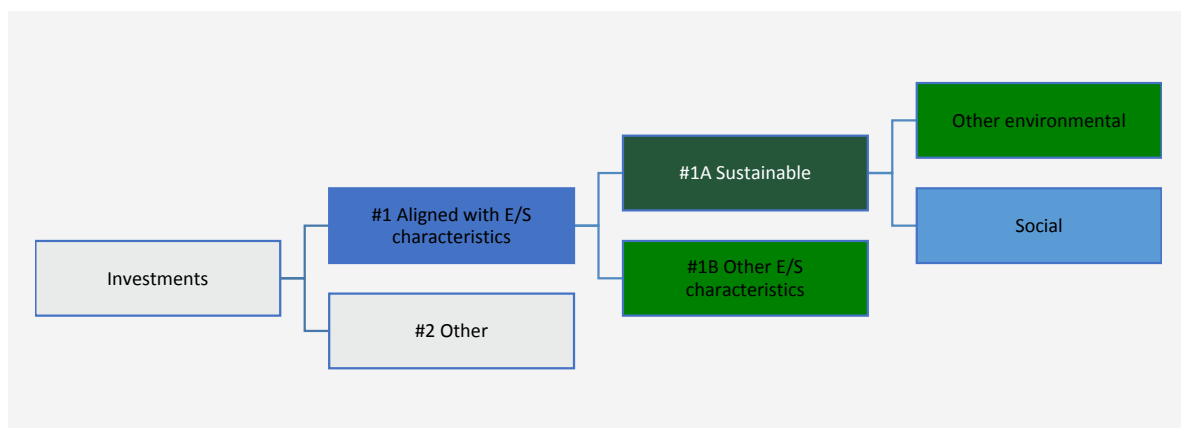 Investments
#1 Aligned with E/S
characteristics
#2 Other
#1A Sustainable
#1B Other E/S
characteristics
Other environmental
Social